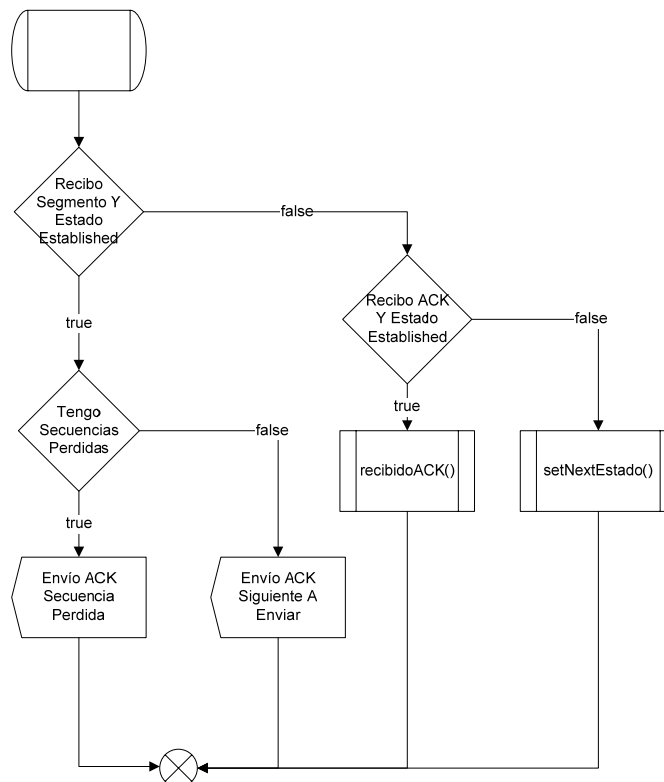 Recibo
Segmento Y
Estado
Established
false
true
Recibo ACK
Y Estado
Established
false
true
Tengo
Secuencias
Perdidas
false
true
recibidoACK()
setNextEstado()
Envío ACK
Secuencia
Perdida
Envío ACK
Siguiente A
Enviar